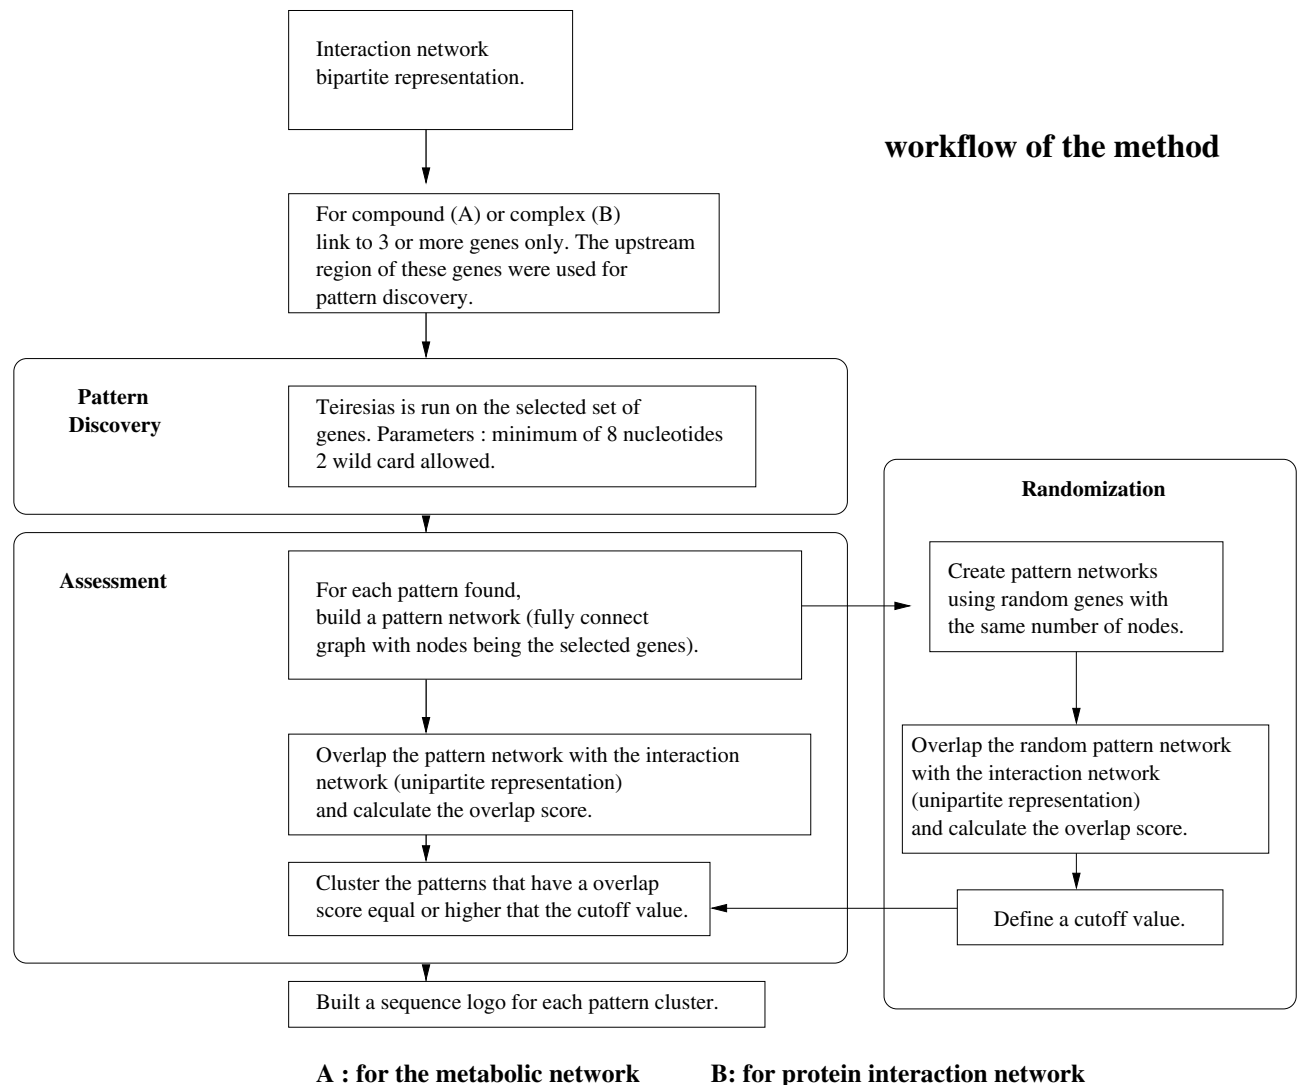 Interaction network
bipartite representation.
workflow of the method
For compound (A) or complex (B)
link to 3 or more genes only. The upstream
region of these genes were used for
pattern discovery.
Pattern
Discovery
Teiresias is run on the selected set of
genes. Parameters : minimum of 8 nucleotides
2 wild card allowed.
Assessment
For each pattern found,
build a pattern network (fully connect
graph with nodes being the selected genes).
Overlap the pattern network with the interaction
network (unipartite representation)
and calculate the overlap score.
Cluster the patterns that have a overlap
score equal or higher that the cutoff value.
Randomization
Create pattern networks
using random genes with
the same number of nodes.
Overlap the random pattern network
with the interaction network
(unipartite representation)
and calculate the overlap score.
Define a cutoff value.
Built a sequence logo for each pattern cluster.
A : for the metabolic network
B: for protein interaction network